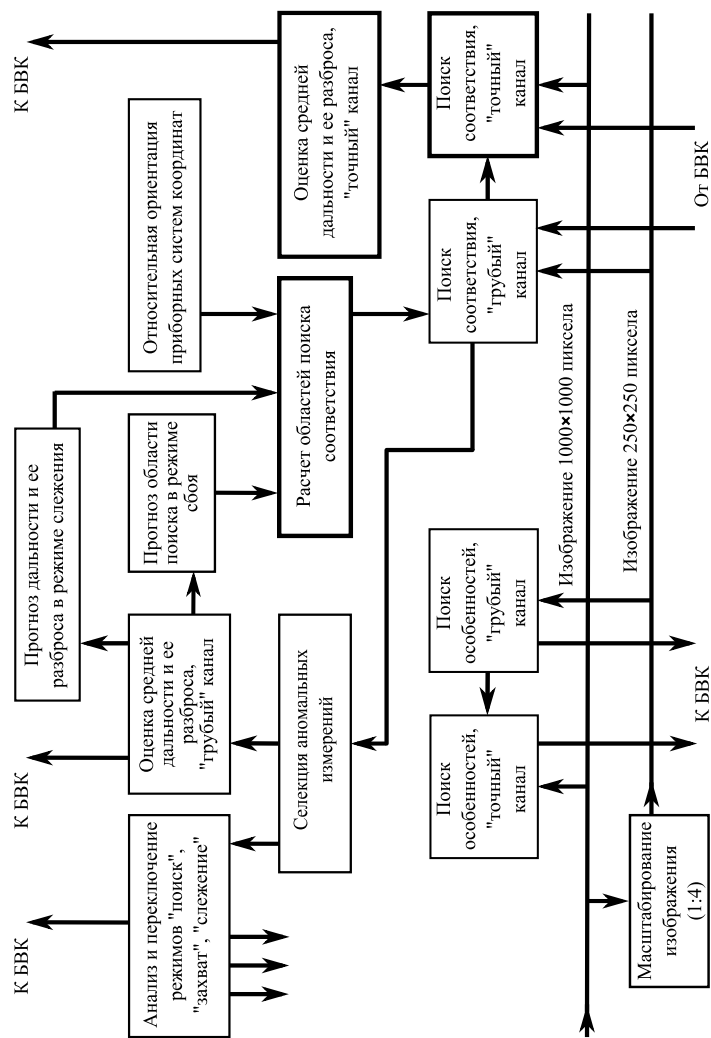 К БВК
К БВК
К БВК
Прогноз дальности и ее
разброса в режиме слежения
Относительная ориентация
приборных систем координат
Анализ и переключение
режимов "поиск",
"захват", "слежение"
Оценка средней
дальности и ее
разброса,
"грубый" канал
Прогноз области
поиска в режиме
сбоя
Селекция аномальных
измерений
Расчет областей поиска
соответствия
Оценка средней
дальности и ее разброса,
"точный" канал
Поиск
особенностей,
"точный"
канал
Поиск
особенностей,
"грубый"
канал
Поиск
соответствия,
"грубый"
канал
Поиск
соответствия,
"точный"
канал
Изображение 1000×1000 пиксела
Изображение 250×250 пиксела
Масштабирование
изображения
(1:4)
К БВК
От БВК